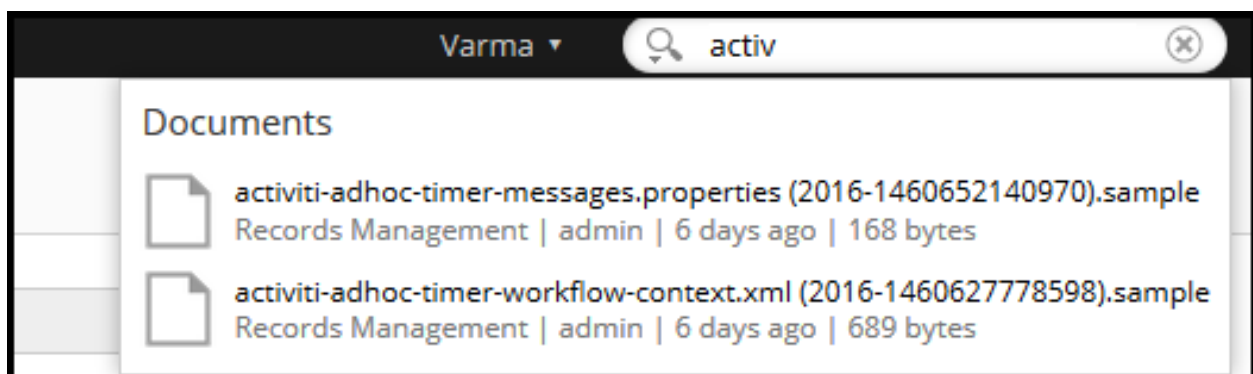 Varma activ
Documents
activiti-adhoc-timer-messages.properties (2016-1460652140970).sample
Records Management | admin | 6 days ago | 168 bytes
activiti-adhoc-timer-workflow-context.xml (2016-1460627778598).sample
Records Management | admin | 6 days ago | 689 bytes